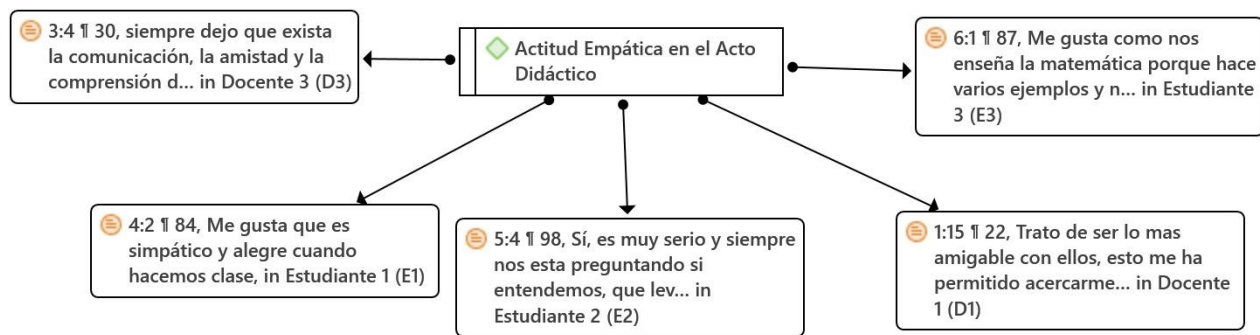 3:4 ¶ 30, siempre dejo que exista
la comunicación, la amistad y la
comprensión d... in Docente 3 (D3)
Actitud Empática en el Acto
Didáctico
6:1 ¶ 87, Me gusta como nos
enseña la matemática porque hace
varios ejemplos y n... in Estudiante
3 (E3)
4:2 ¶ 84, Me gusta que es
simpático y alegre cuando
hacemos clase, in Estudiante 1 (E1)
5:4 ¶ 98, Sí, es muy serio y siempre
nos esta preguntando si
entendemos, que lev... in
Estudiante 2 (E2)
1:15 ¶ 22, Trato de ser lo mas
amigable con ellos, esto me ha
permitido acercarme... in Docente
1 (D1)